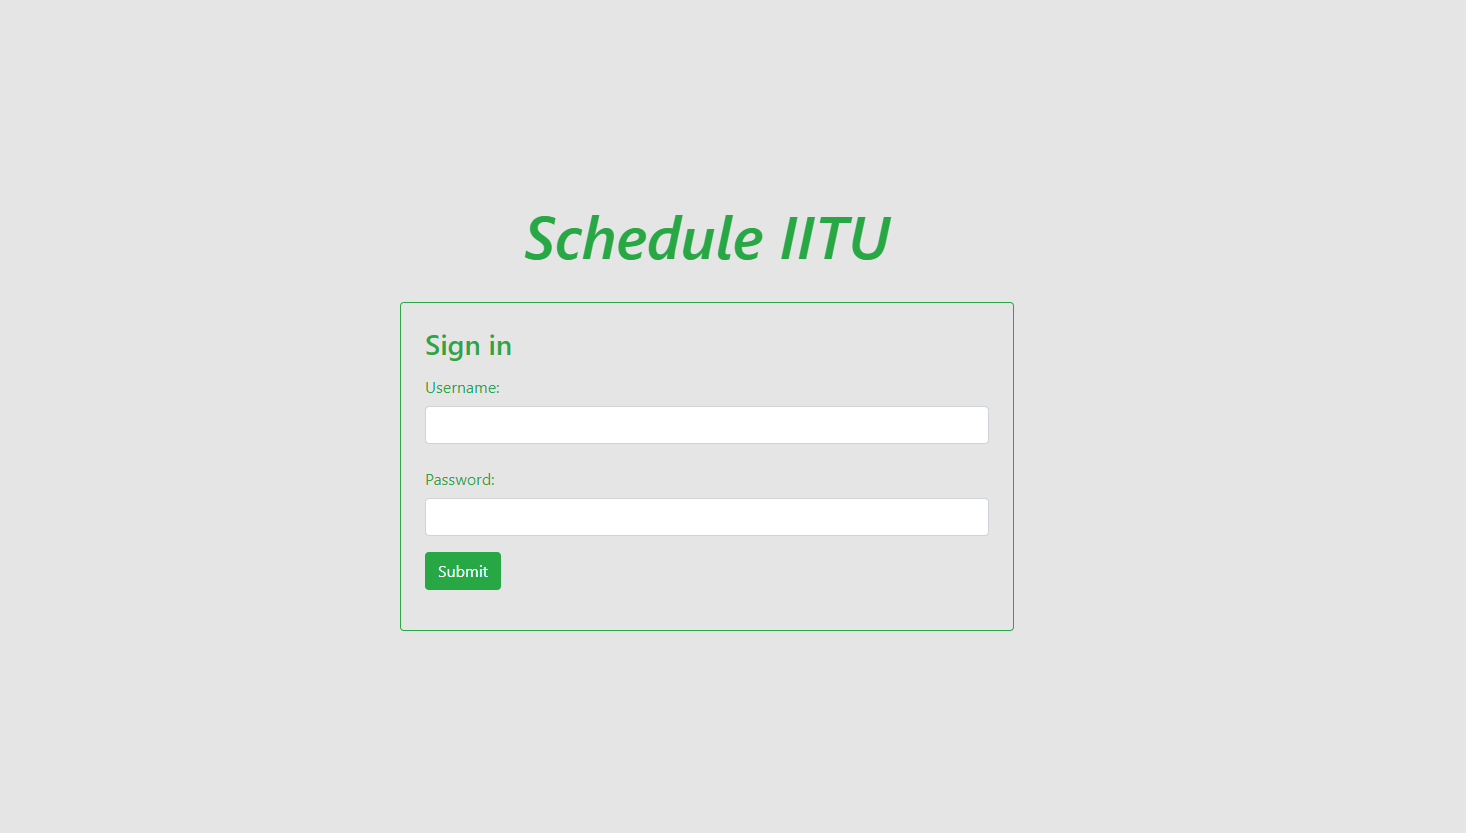 Schedule IITU
Sign in
Username:
Password:
Submit